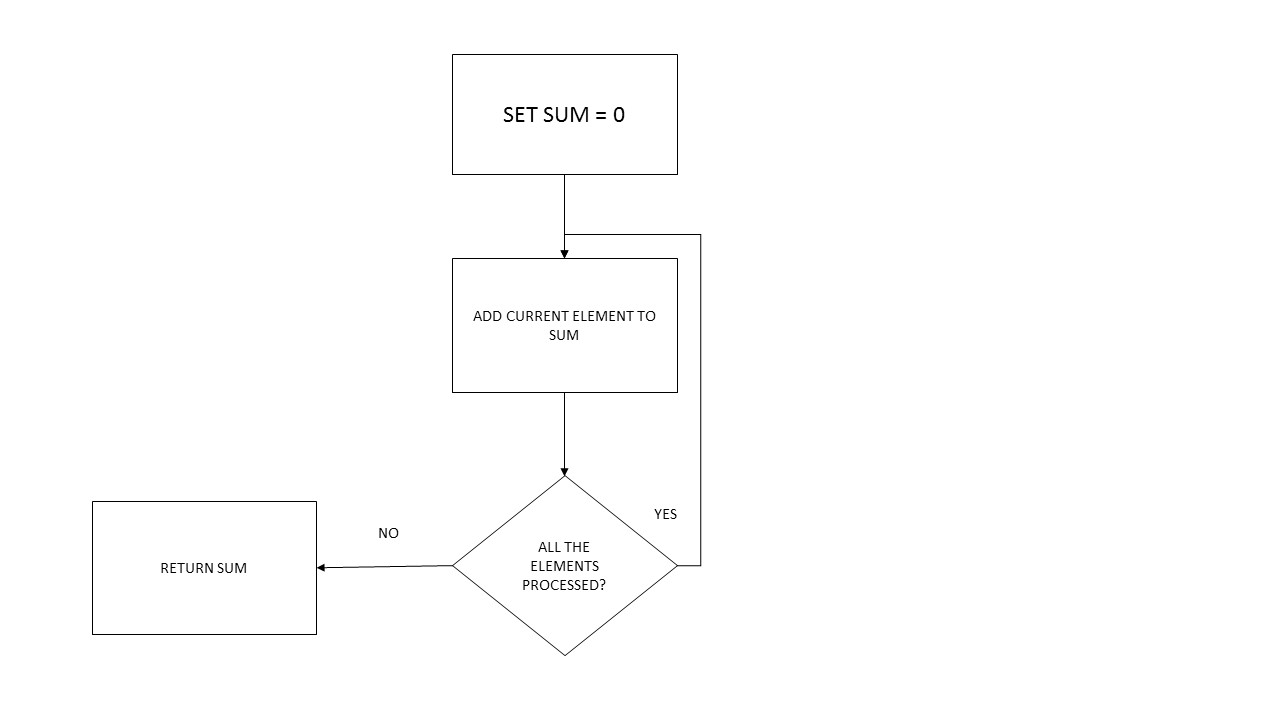 SET SUM = 0
ADD CURRENT ELEMENT TO
SUM
YES
NO
ALL THE
ELEMENTS
PROCESSED?
RETURN SUM